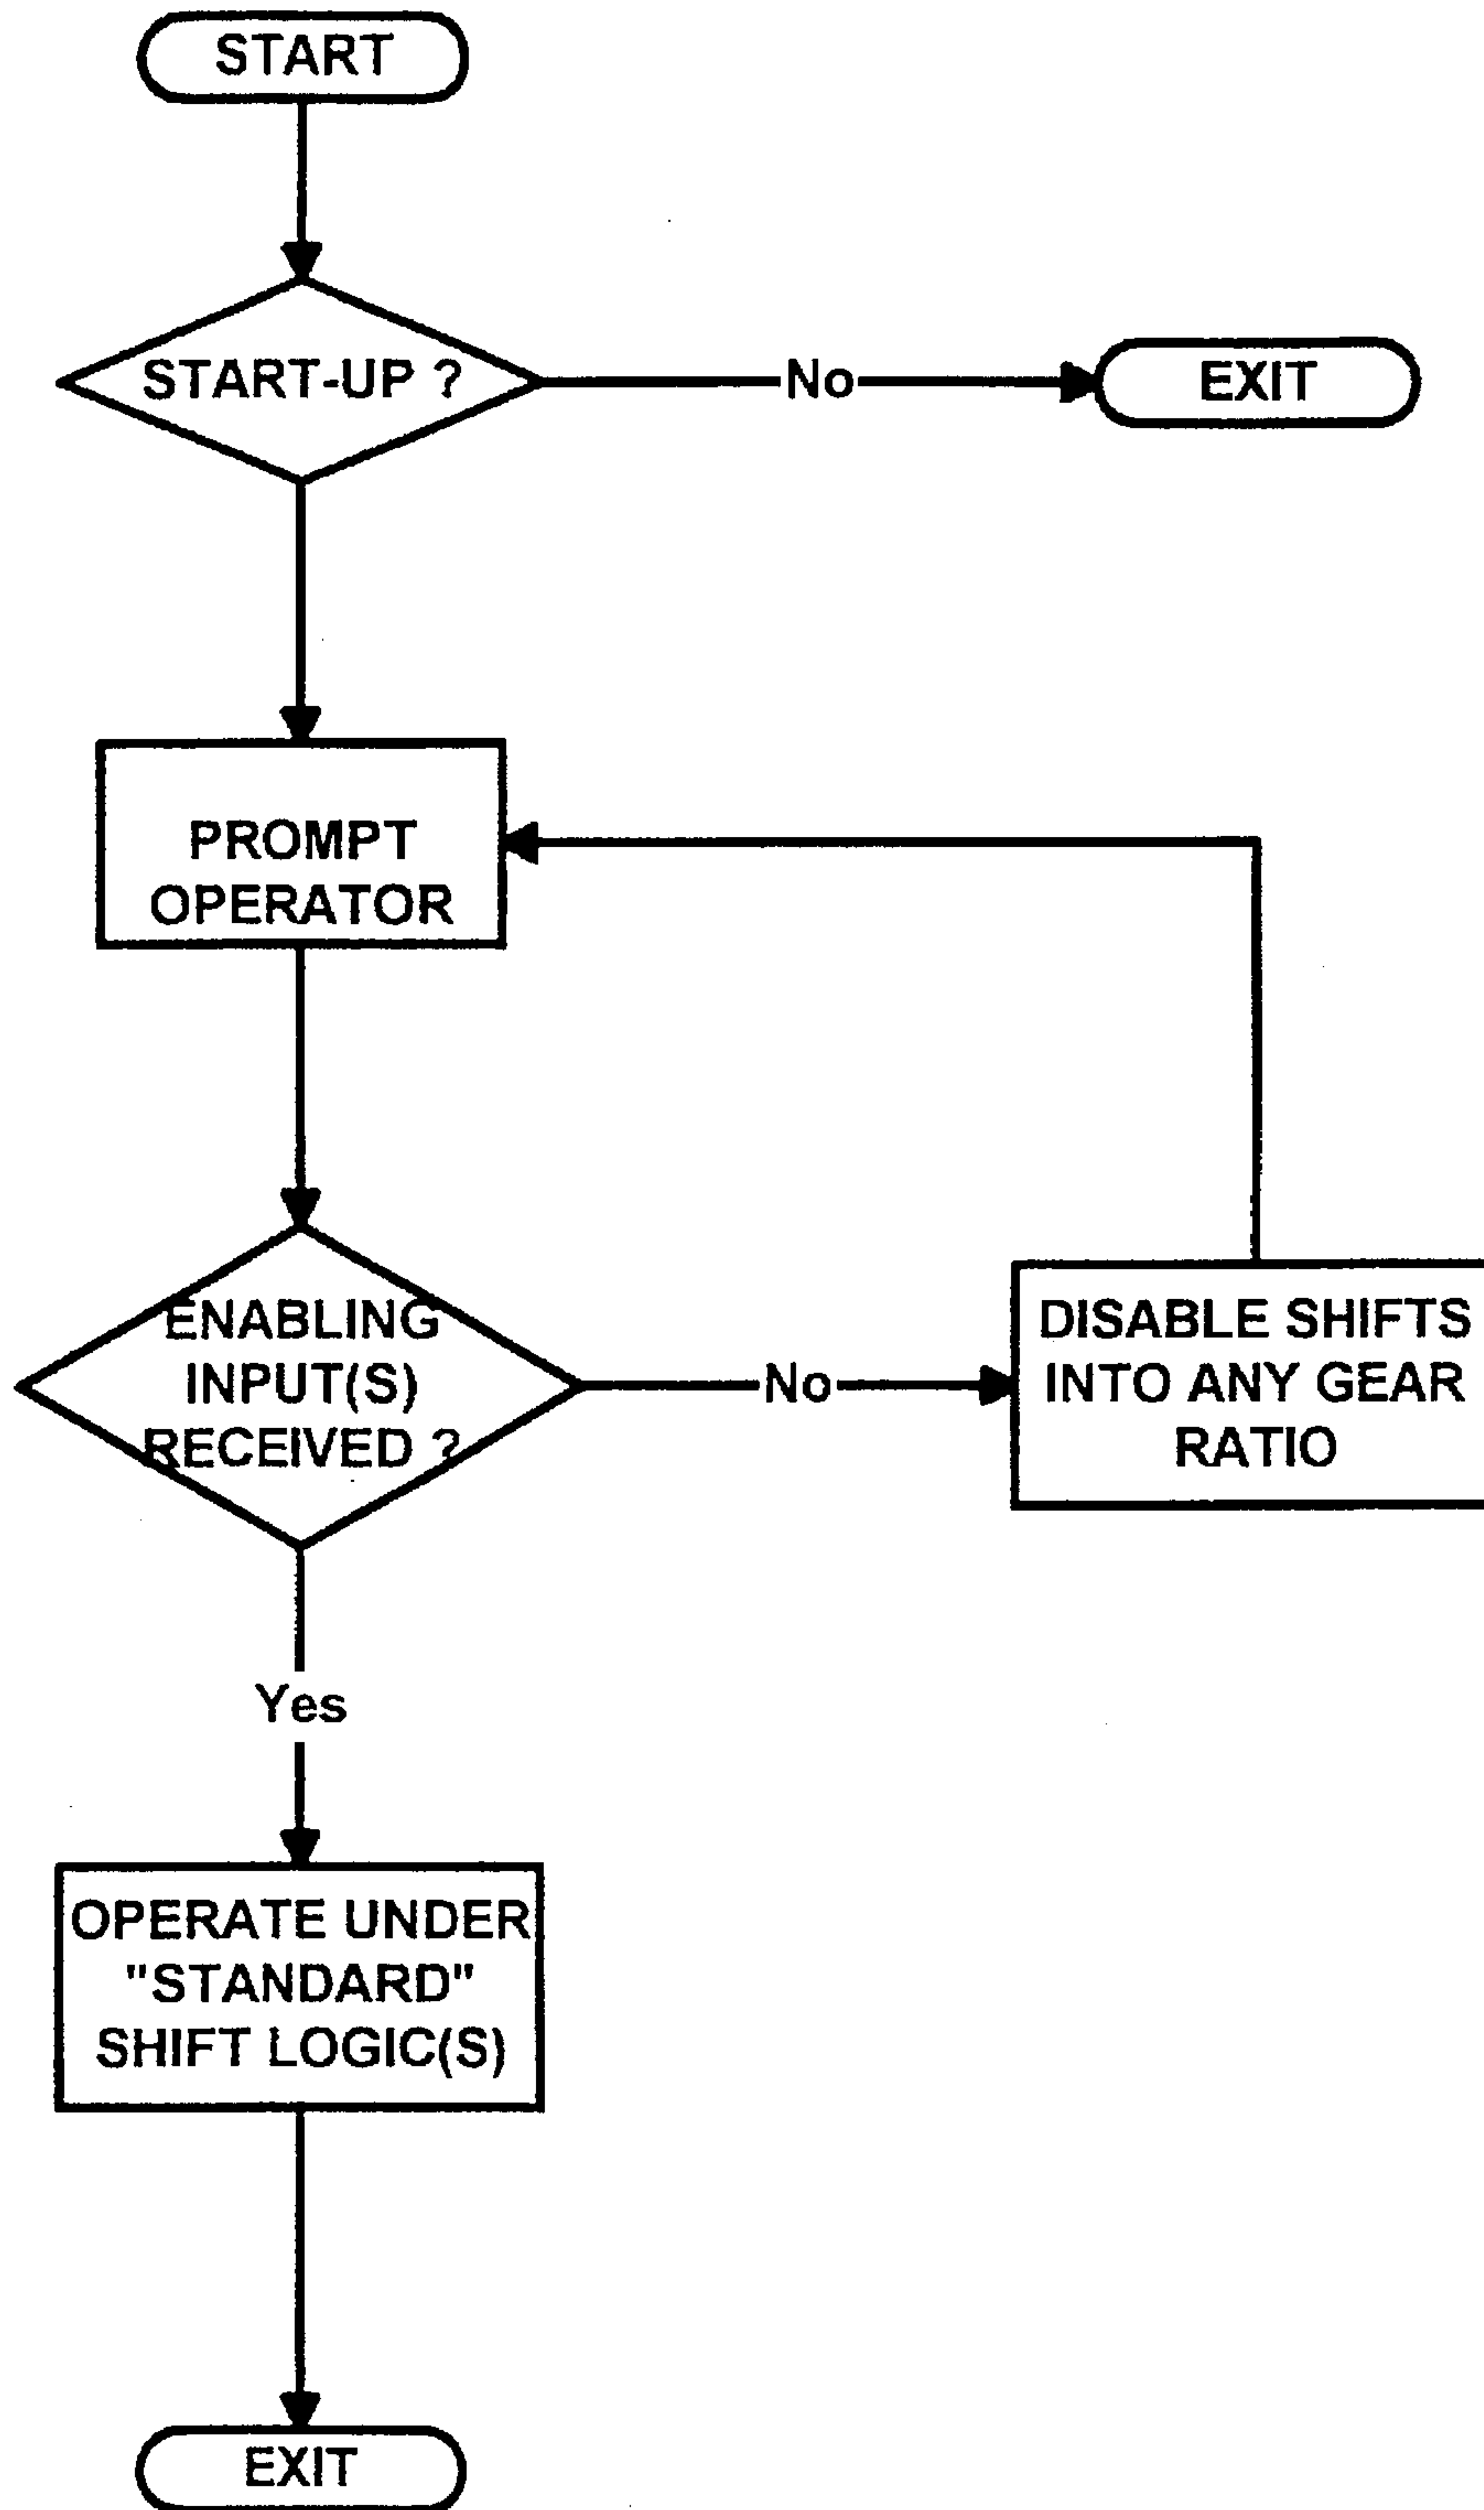 START
START-UP ?
No
EXIT
PROMPT
OPERATOR
ENABLING
INPUT(S)
RECEIVED ?
No
DISABLE SHIFTS
INTO ANY GEAR
RATIO
Yes
OPERATE UNDER
"STANDARD"
SHIFT LOGIC(S)
EXIT